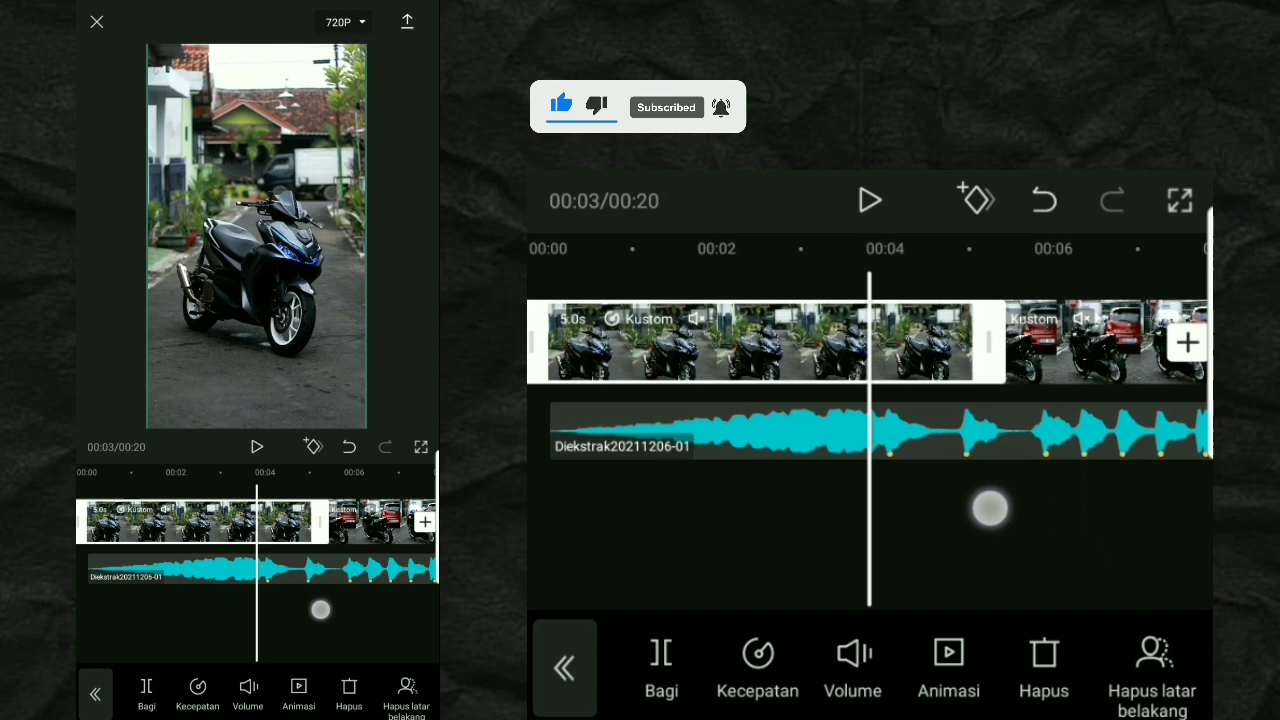 720P
00:03/00:20
00:00
00:02
00:04
00:06
5.0s
Kustom
Kustom
Diekstrak20211206-01
Bagi
Kecepatan
Volume
Animasi
Hapus
Hapus latar
belakang
Subscribed
00:03/00:20
00:00
00:02
00:04
00:06
5.0s
Kustom
Kustom
Diekstrak20211206-01
Bagi
Kecepatan
Volume
Animasi
Hapus
Hapus latar
belakang